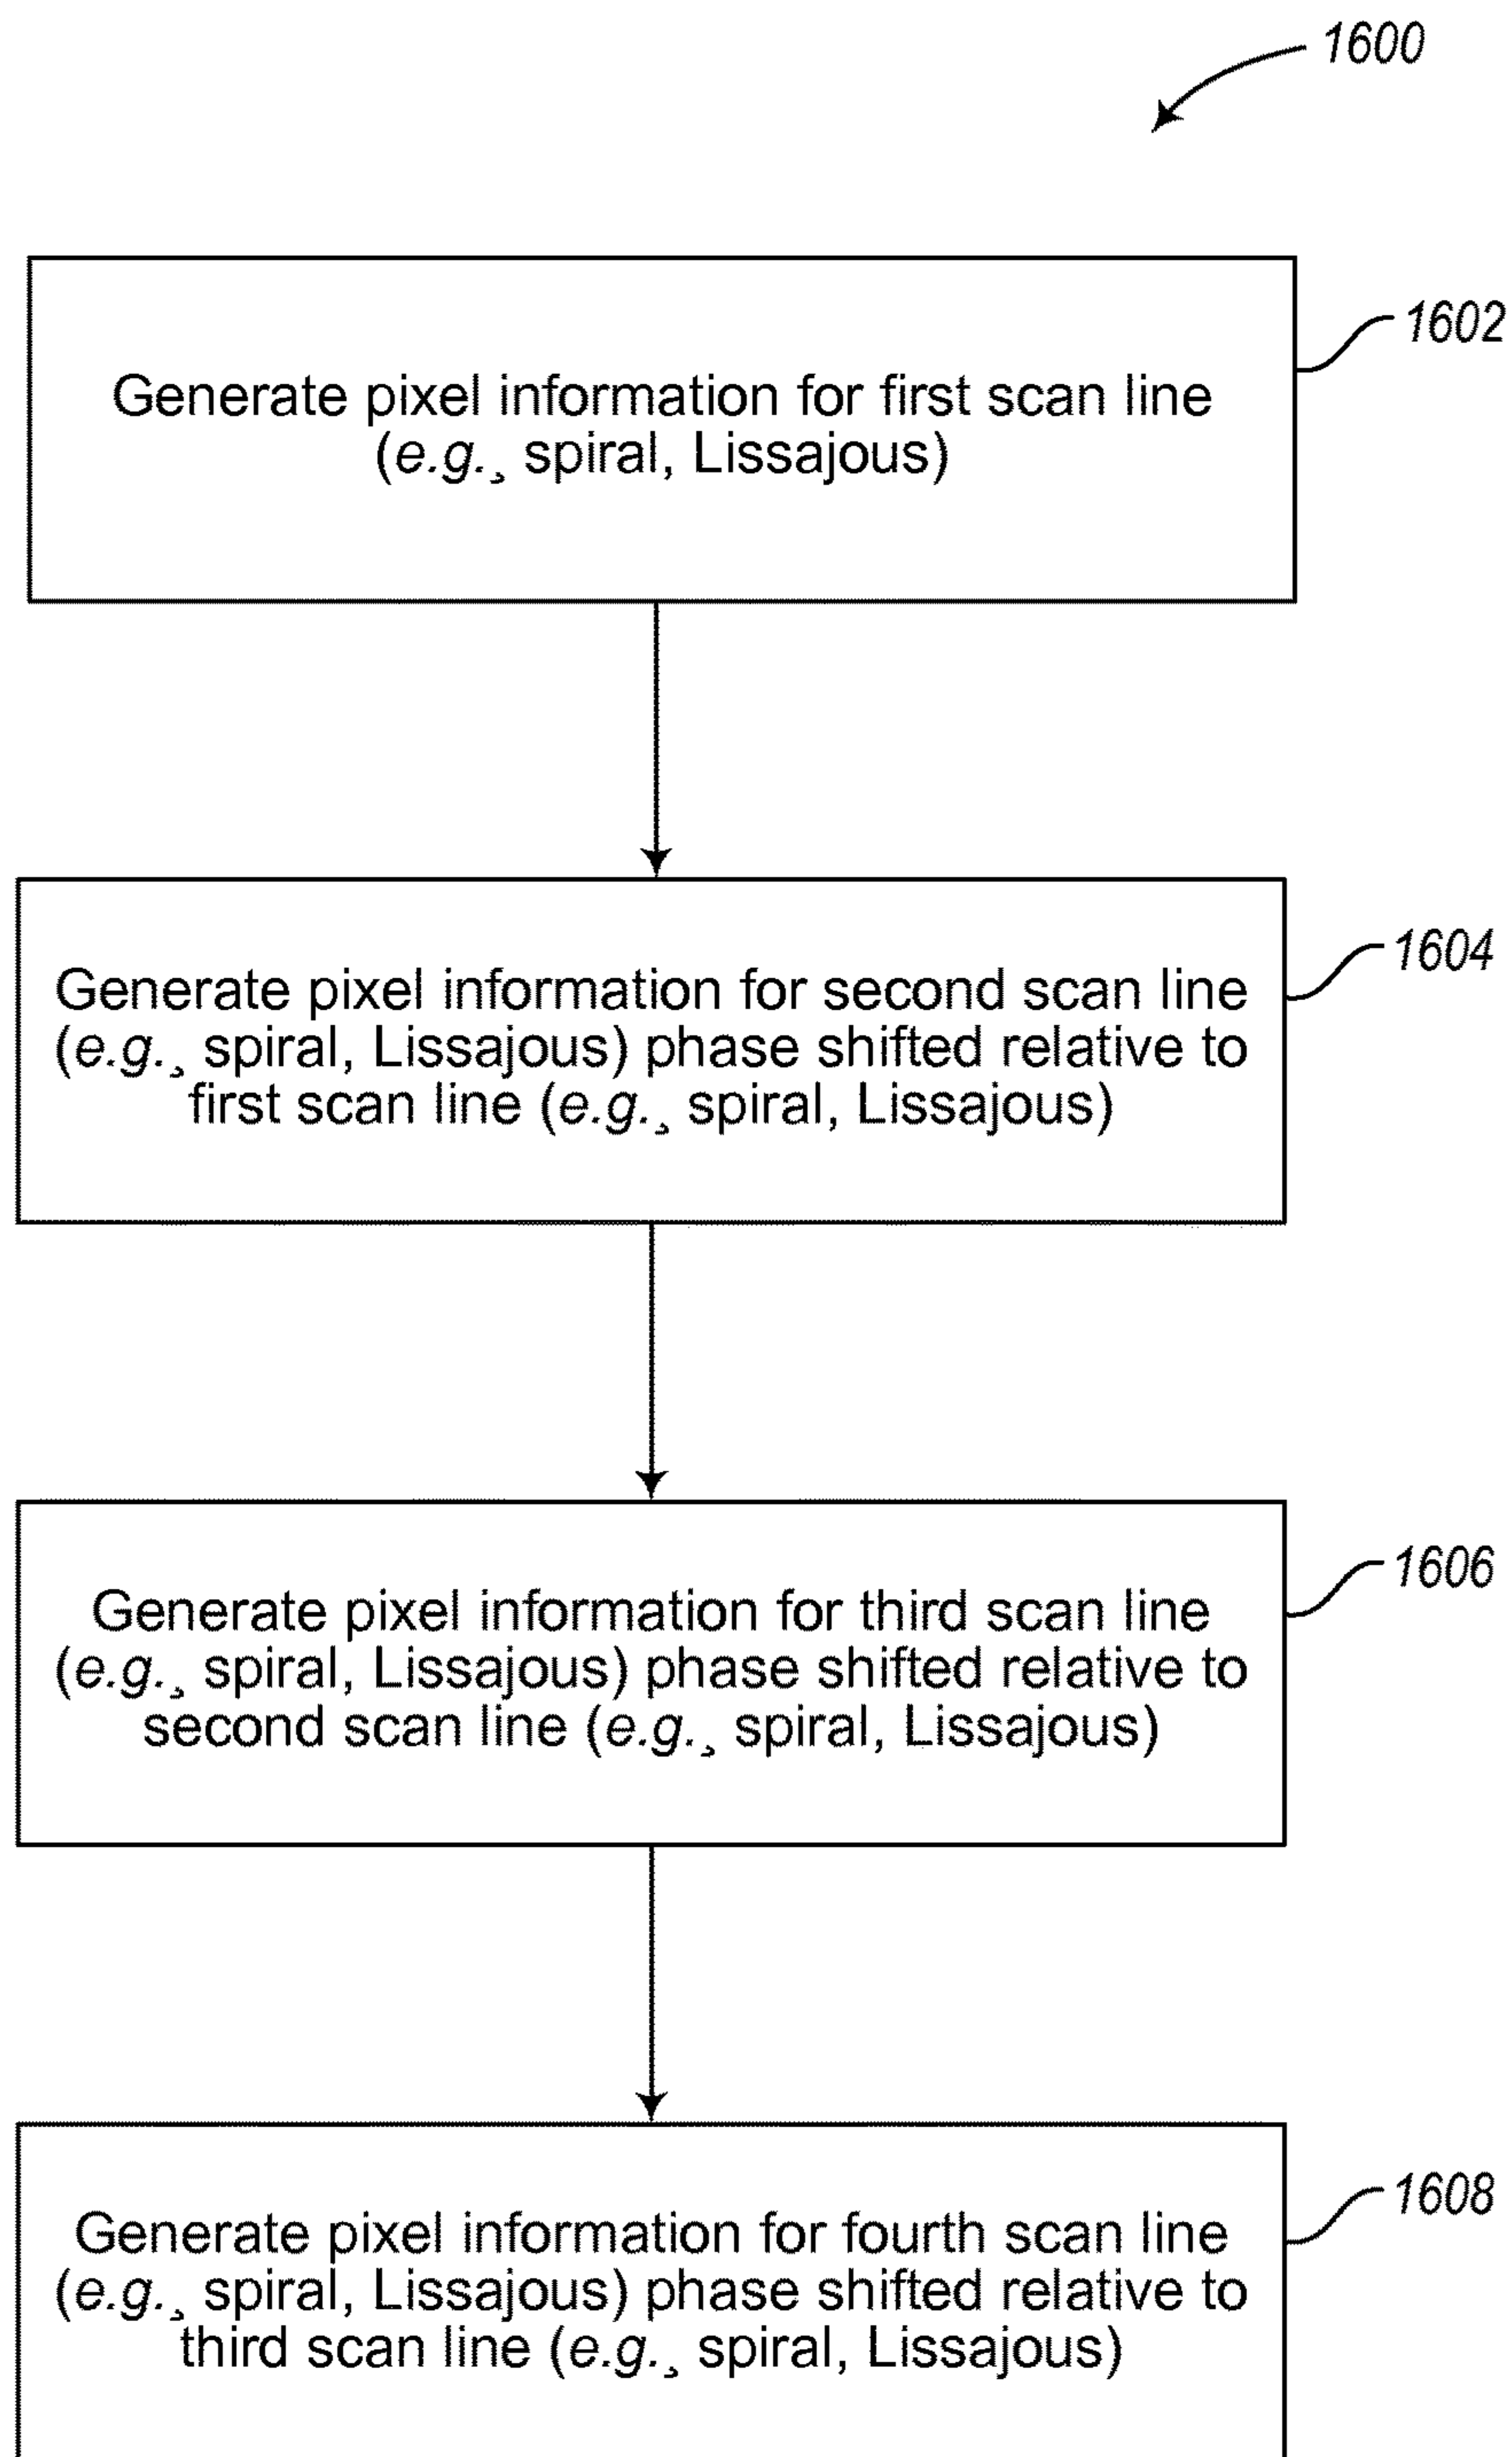 1600
1602
Generate pixel information for first scan line
(e.g.¸ spiral, Lissajous)
1604
Generate pixel information for second scan line
(e.g.¸ spiral, Lissajous) phase shifted relative to
first scan line (e.g.¸ spiral, Lissajous)
1606
Generate pixel information for third scan line
(e.g.¸ spiral, Lissajous) phase shifted relative to
second scan line (e.g.¸ spiral, Lissajous)
1608
Generate pixel information for fourth scan line
(e.g.¸ spiral, Lissajous) phase shifted relative to
third scan line (e.g.¸ spiral, Lissajous)